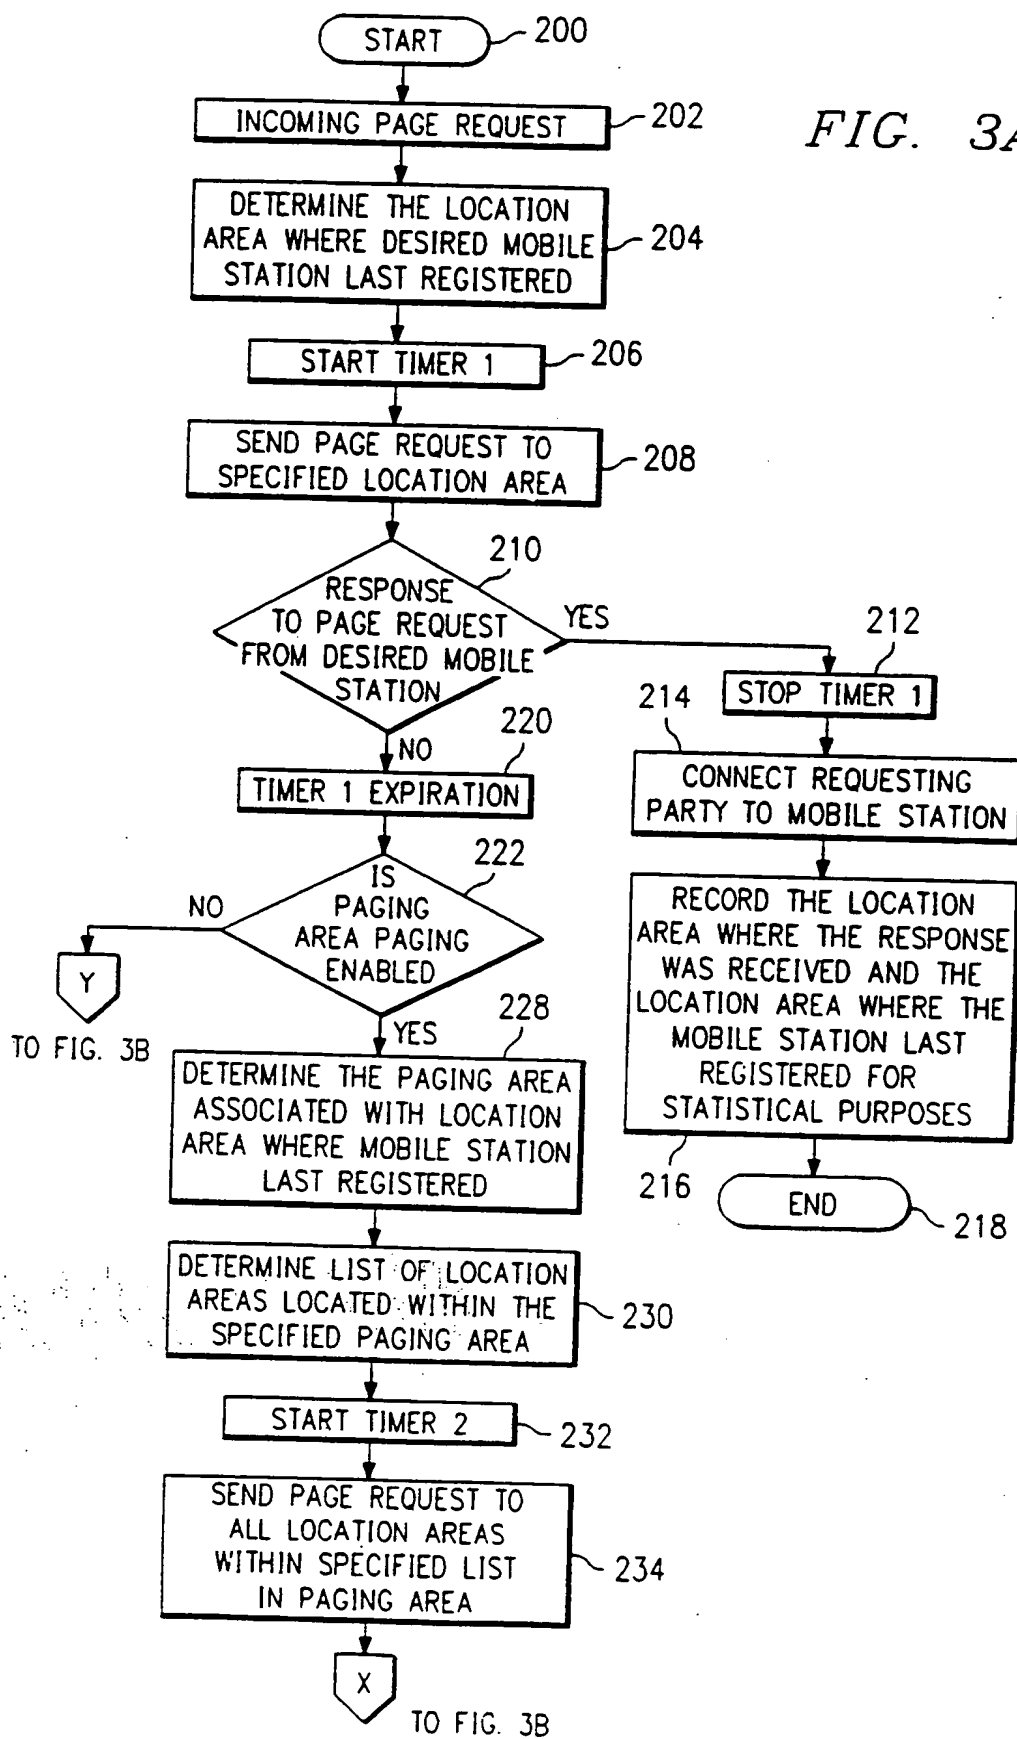 START
200
INCOMING PAGE REQUEST
202
FIG. 3A
DETERMINE THE LOCATION
AREA WHERE DESIRED MOBILE
STATION LAST REGISTERED
204
START TIMER 1
206
SEND PAGE REQUEST TO
SPECIFIED LOCATION AREA
208
210
RESPONSE
TO PAGE REQUEST
FROM DESIRED MOBILE
STATION
YES
212
STOP TIMER 1
214
CONNECT REQUESTING
PARTY TO MOBILE STATION
RECORD THE LOCATION
AREA WHERE THE RESPONSE
WAS RECEIVED AND THE
LOCATION AREA WHERE THE
MOBILE STATION LAST
REGISTERED FOR
STATISTICAL PURPOSES
216
END
218
NO
220
TIMER 1 EXPIRATION
222
IS
PAGING
AREA PAGING
ENABLED
NO
Y
TO FIG. 3B
YES
228
DETERMINE THE PAGING AREA
ASSOCIATED WITH LOCATION
AREA WHERE MOBILE STATION
LAST REGISTERED
DETERMINE LIST OF LOCATION
AREAS LOCATED WITHIN THE
SPECIFIED PAGING AREA
230
START TIMER 2
232
SEND PAGE REQUEST TO
ALL LOCATION AREAS
WITHIN SPECIFIED LIST
IN PAGING AREA
234
X
TO FIG. 3B